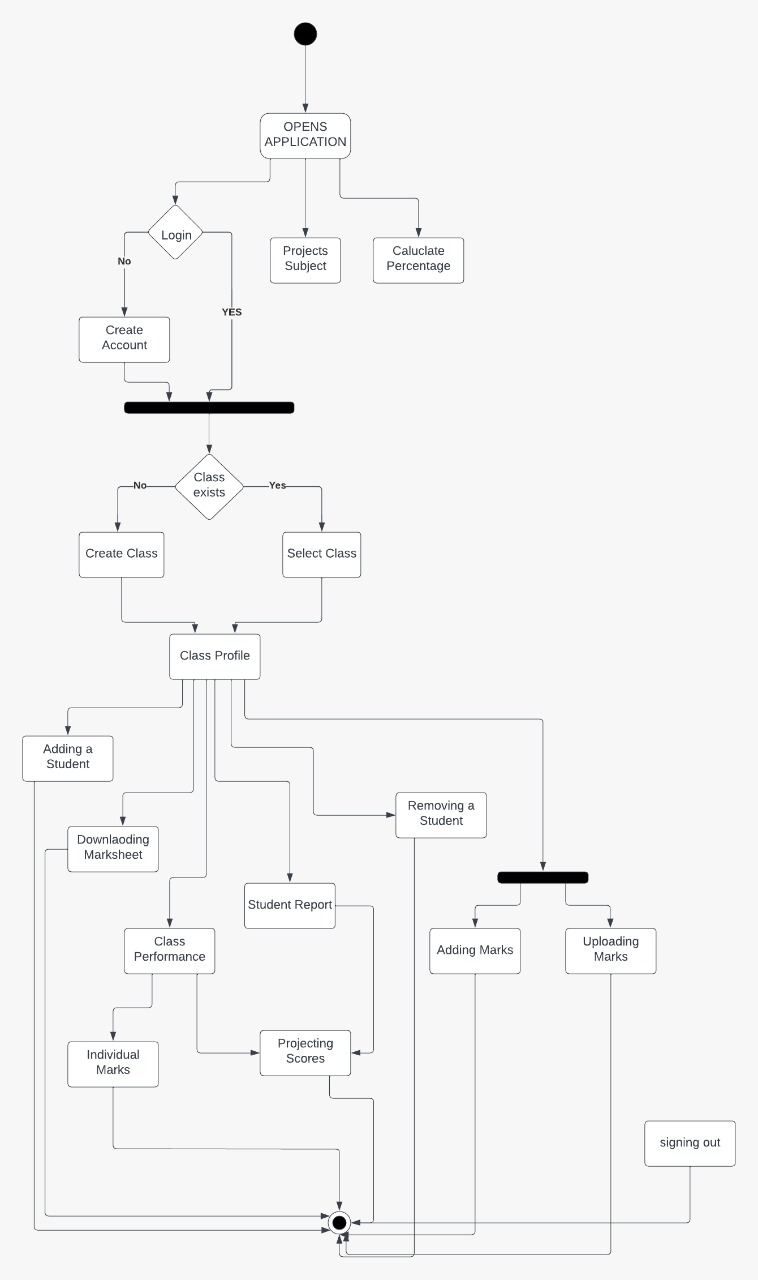 OPENS
APPLICATION
Login
Projects
Subject
Caluclate
Percentage
No
YES
Create
Account
Class
exists
No
Yes
Create Class
Select Class
Class Profile
Adding a
Student
Removing a
Student
Downlaoding
Marksheet
Student Report
Class
Performance
Adding Marks
Uploading
Marks
Individual
Marks
Projecting
Scores
signing out